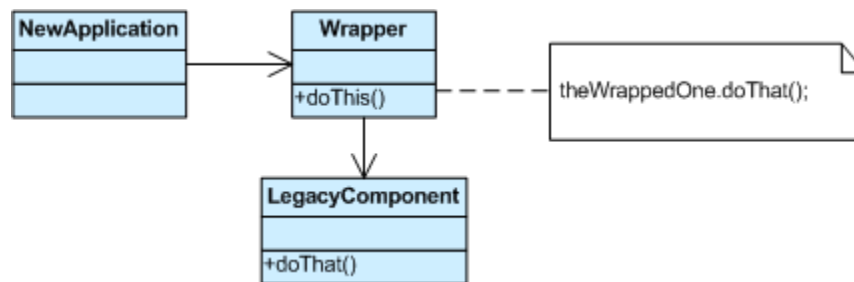 NewApplication
Wrapper
+doThis()
theWrappedOne.doThat();
LegacyComponent
+doThat()